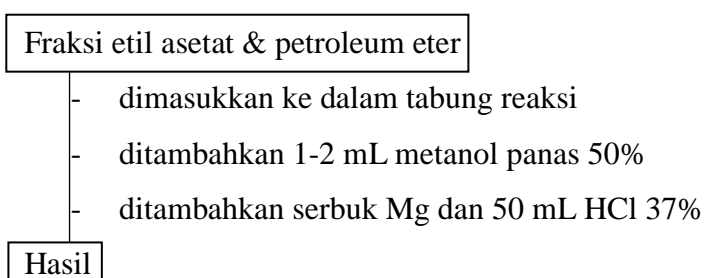 Fraksi etil asetat & petroleum eter
- dimasukkan ke dalam tabung reaksi
- ditambahkan 1-2 mL metanol panas 50%
- ditambahkan serbuk Mg dan 50 mL HCl 37%
Hasil